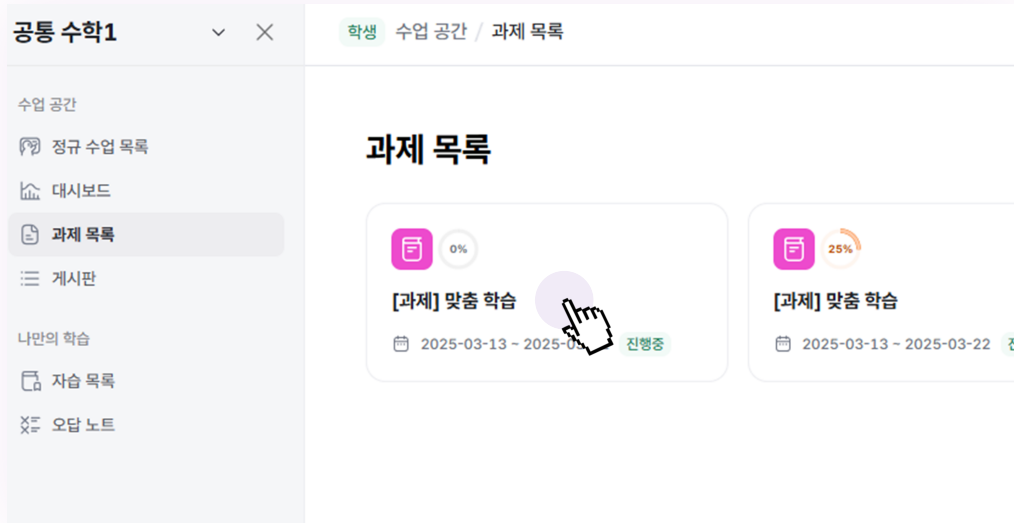 공통 수학1
학생 수업 공간 / 과제 목록
수업 공간
정규 수업 목록
대시보드
과제 목록
게시판
나만의 학습
자습 목록
오답 노트
과제 목록
0%
[과제] 맞춤 학습
2025-03-13 ~ 2025-03 진행중
25%
[과제] 맞춤 학습
2025-03-13 ~ 2025-03-22